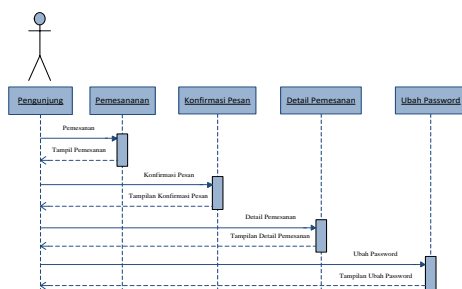 Pengunjung
Pemesananan
Konfirmasi Pesan
Detail Pemesanan
Ubah Password
Pemesanan
Tampil Pemesanan
Konfirmasi Pesan
Tampilan Konfirmasi Pesan
Detail Pemesanan
Tampilan Detail Pemesanan
Ubah Password
Tampilan Ubah Password